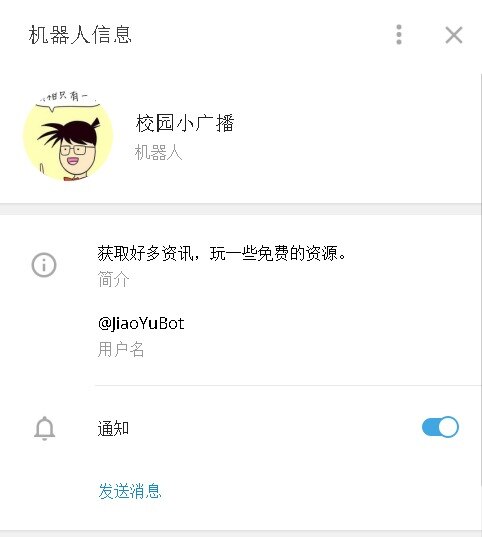 机器人信息
怕只有一
校园小广播
机器人
获取好多资讯，玩一些免费的资源。
简介
@JiaoYuBot
用户名
通知
发送消息